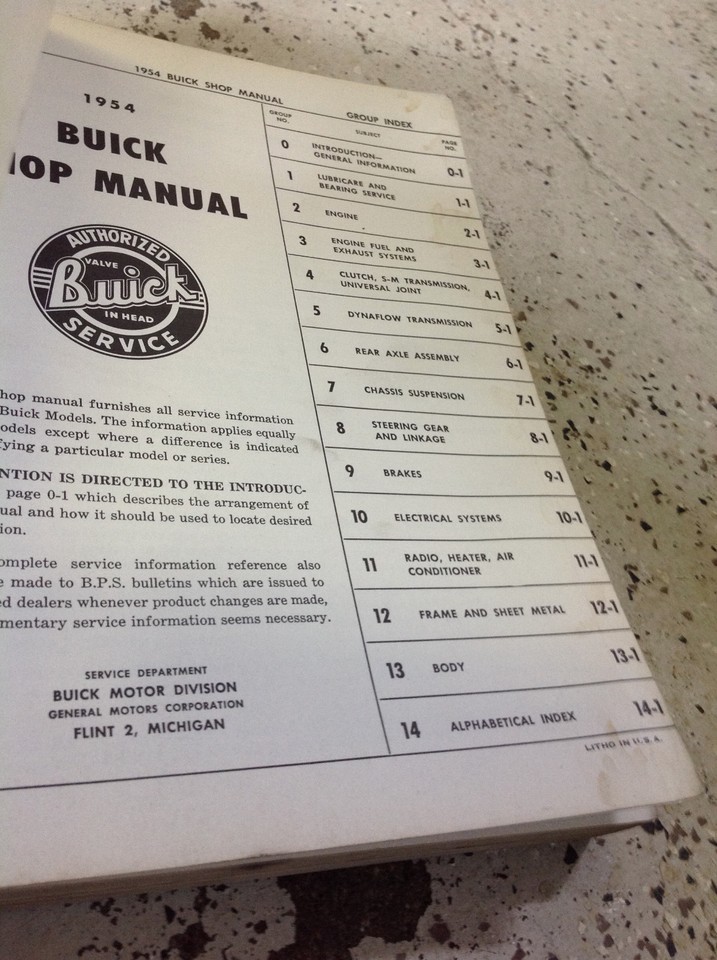 1954 BUICK SHOP MANUAL
1954
BUICK
HOP MANUAL
AUTHORIZED
VALVE
Buick
IN HEAD
SERVICE
hop manual furnishes all service information
Buick Models. The information applies equally
odels except where a difference is indicated
fying a particular model or series.
NTION IS DIRECTED TO THE INTRODUC-
page 0-1 which describes the arrangement of
ual and how it should be used to locate desired
ion.
omplete service information reference also
e made to B.P.S. bulletins which are issued to
ed dealers whenever product changes are made,
mentary service information seems necessary.
SERVICE DEPARTMENT
BUICK MOTOR DIVISION
GENERAL MOTORS CORPORATION
FLINT 2, MICHIGAN
GROUP INDEX
GROUP NO. SUBJECT PAGE NO.
0 INTRODUCTION—
GENERAL INFORMATION 0-1
1 LUBRICARE AND
BEARING SERVICE 1-1
2 ENGINE 2-1
3 ENGINE FUEL AND
EXHAUST SYSTEMS 3-1
4 CLUTCH, S-M TRANSMISSION,
UNIVERSAL JOINT 4-1
5 DYNAFLOW TRANSMISSION 5-1
6 REAR AXLE ASSEMBLY 6-1
7 CHASSIS SUSPENSION 7-1
8 STEERING GEAR
AND LINKAGE 8-1
9 BRAKES 9-1
10 ELECTRICAL SYSTEMS 10-1
11 RADIO, HEATER, AIR
CONDITIONER 11-1
12 FRAME AND SHEET METAL 12-1
13 BODY 13-1
14 ALPHABETICAL INDEX 14-1
LITHO IN U.S.A.